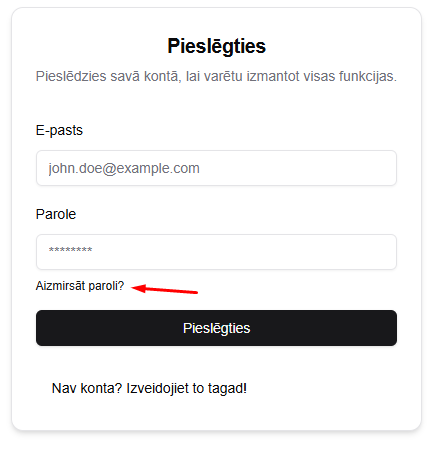 Pieslēgties
Pieslēdzies savā kontā, lai varētu izmantot visas funkcijas.
E-pasts
john.doe@example.com
Parole
********
Aizmirsāt paroli?
Pieslēgties
Nav konta? Izveidojiet to tagad!